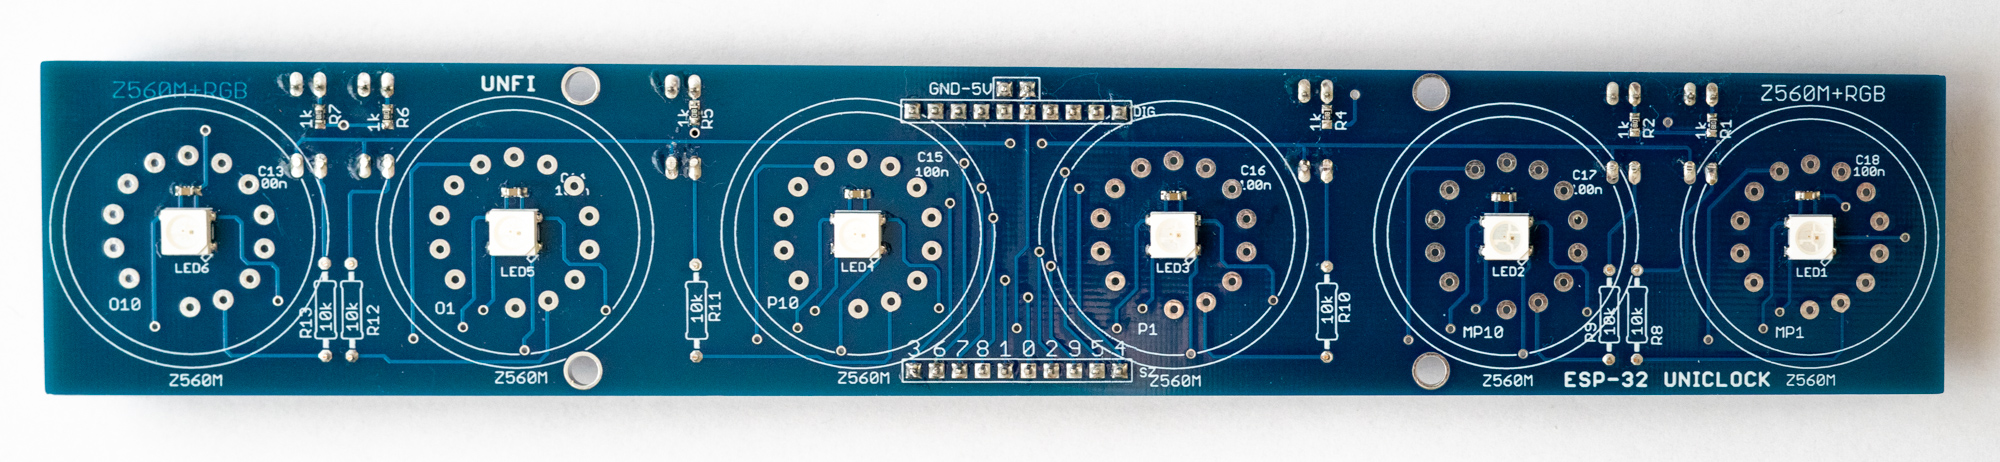 Z560M+RGB
UNFI
GND-5V
DIG
Z560M+RGB
1k
R7
1k
R6
1k
R5
1k
R4
1k
R2
1k
R1
C13
00n
C15
100n
C16
100n
C17
100n
C18
100n
LED6
LED5
LED4
LED3
LED2
LED1
O10
R13
10k
10k
R12
O1
10k
R11
P10
P1
10k
R10
MP10
R9
10k
10k
R8
MP1
3 6 7 8 1 0 2 9 5 4
SZ
Z560M
Z560M
Z560M
Z560M
Z560M
ESP-32 UNICLOCK
Z560M